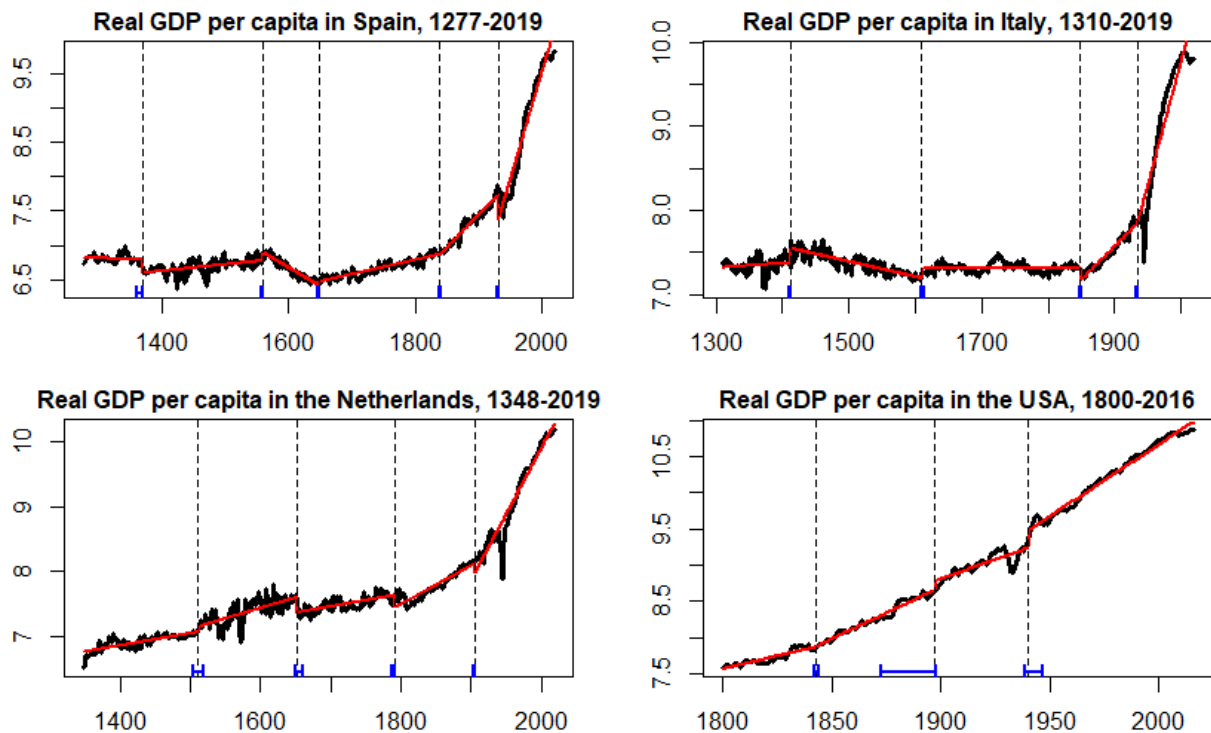 Real GDP per capita in Spain, 1277-2019
9.5
8.5
7.5
6.5
1400 1600 1800 2000
Real GDP per capita in Italy, 1310-2019
10.0
9.0
8.0
7.0
1300 1500 1700 1900
Real GDP per capita in the Netherlands, 1348-2019
10
9
8
7
1400 1600 1800 2000
Real GDP per capita in the USA, 1800-2016
10.5
9.5
8.5
7.5
1800 1850 1900 1950 2000